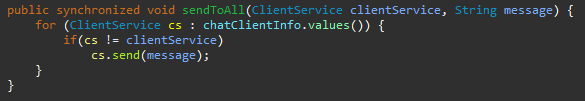 public synchronized void sendToAll(ClientService clientService, String message) {
    for (ClientService cs : chatClientInfo.values()) {
        if(cs != clientService)
            cs.send(message);
    }
}